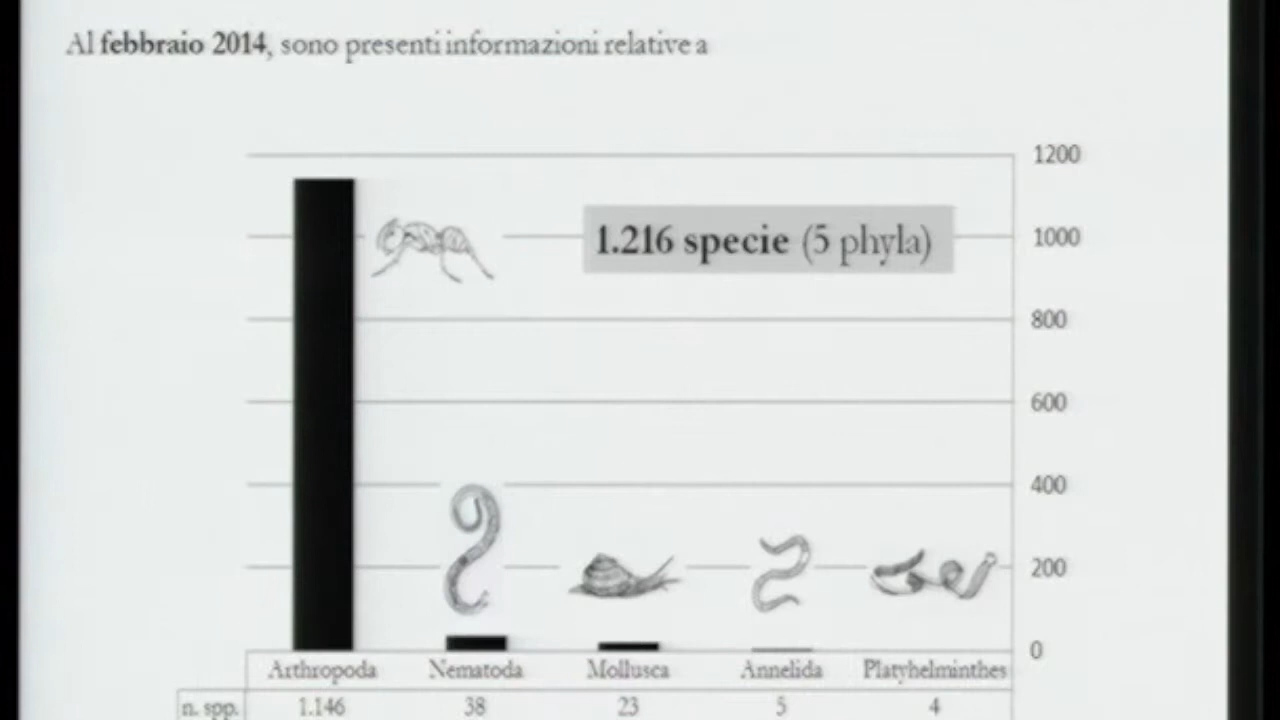 Al febbraio 2014, sono presenti informazioni relative a
1200
1.216 specie (5 phyla)
1000
800
600
400
200
0
Arthropoda Nematoda Mollusca Annelida Platyhelminthes
n. spp. 1.146 38 23 5 4